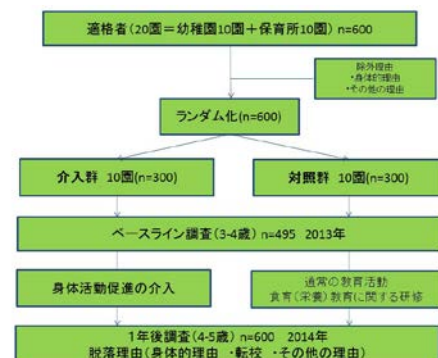 適格者(20園＝幼稚園10園＋保育所10園) n=600
除外理由
・身体的理由
・その他の理由
ランダム化(n=600)
介入群 10園(n=300)
対照群 10園(n=300)
ベースライン調査(3-4歳) n=495 2013年
身体活動促進の介入
通常の教育活動
食育(栄養)教育に関する研修
1年後調査(4-5歳) n=600 2014年
脱落理由(身体的理由 ・転校 ・その他の理由)